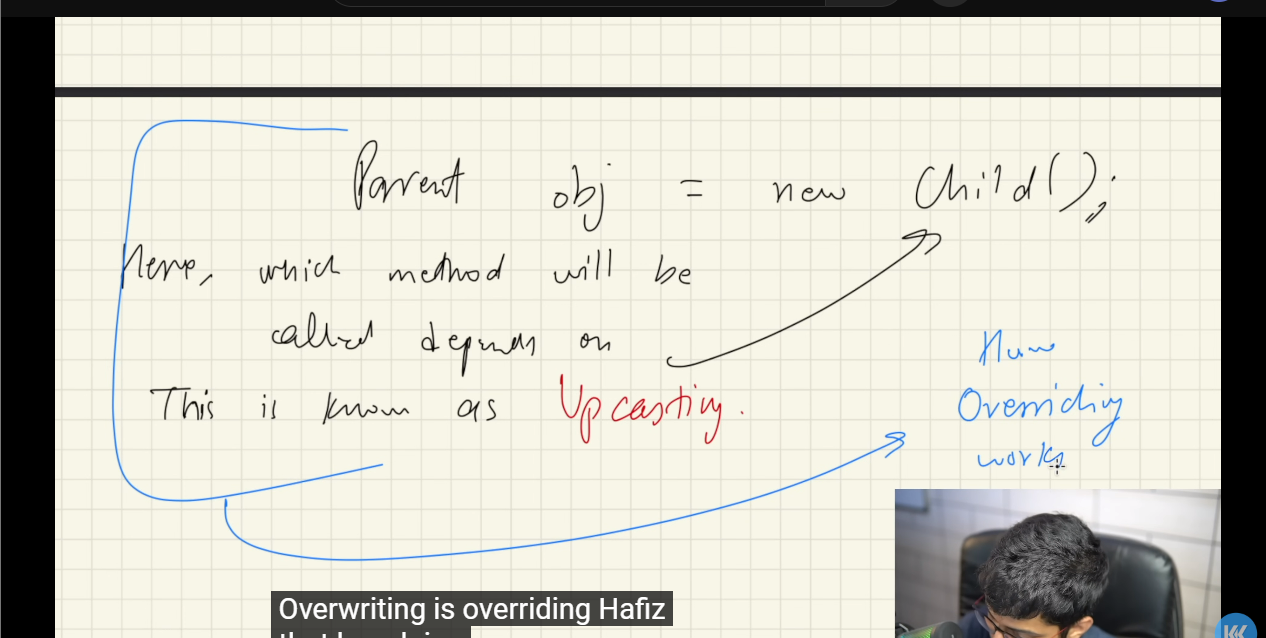 Parent obj = new Child();
Here, which method will be
called depends on
This is known as Upcasting.
How
Overriding
works
Overwriting is overriding Hafiz